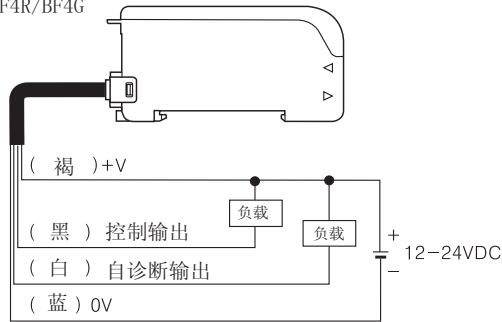 F4R/BF4G
( 褐 )+V
( 黑 ) 控制输出
( 白 ) 自诊断输出
( 蓝 ) 0V
负载
负载
+
12-24VDC
-